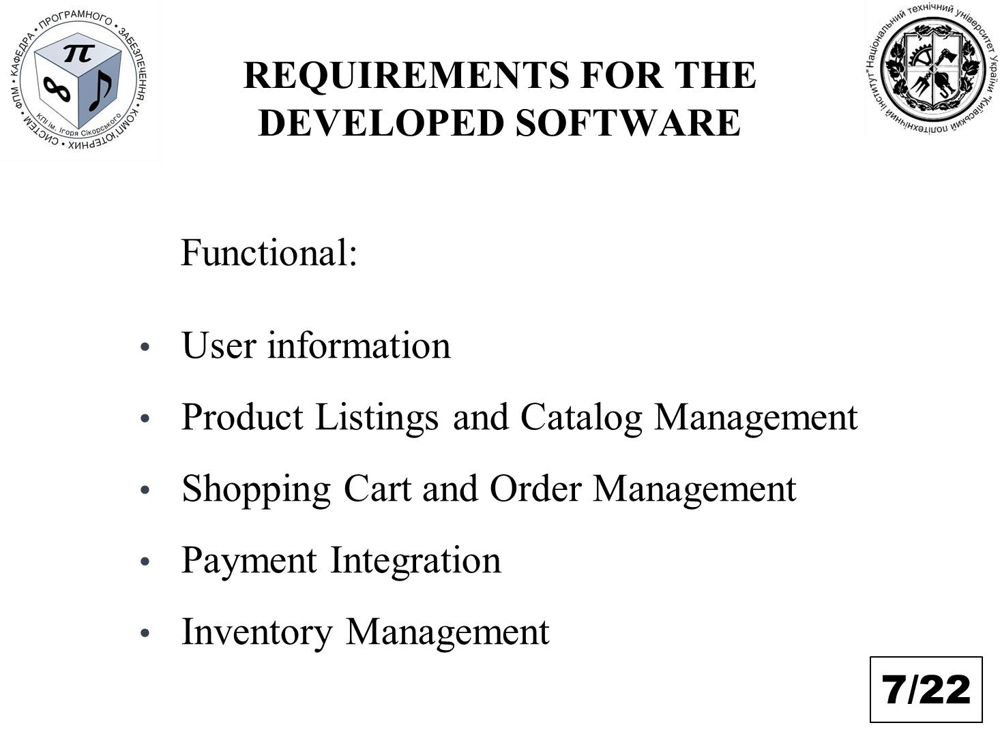 КАФЕДРА • ПРОГРАМНОГО • ЗАБЕЗПЕЧЕННЯ • КОМП'ЮТЕРНИХ • СИСТЕМ • ФПМ •
π
∞
КПІ ім. Ігоря Сікорського
REQUIREMENTS FOR THE
DEVELOPED SOFTWARE
Національний технічний університет України "Київський політехнічний інститут"
Functional:
• User information
• Product Listings and Catalog Management
• Shopping Cart and Order Management
• Payment Integration
• Inventory Management
7/22